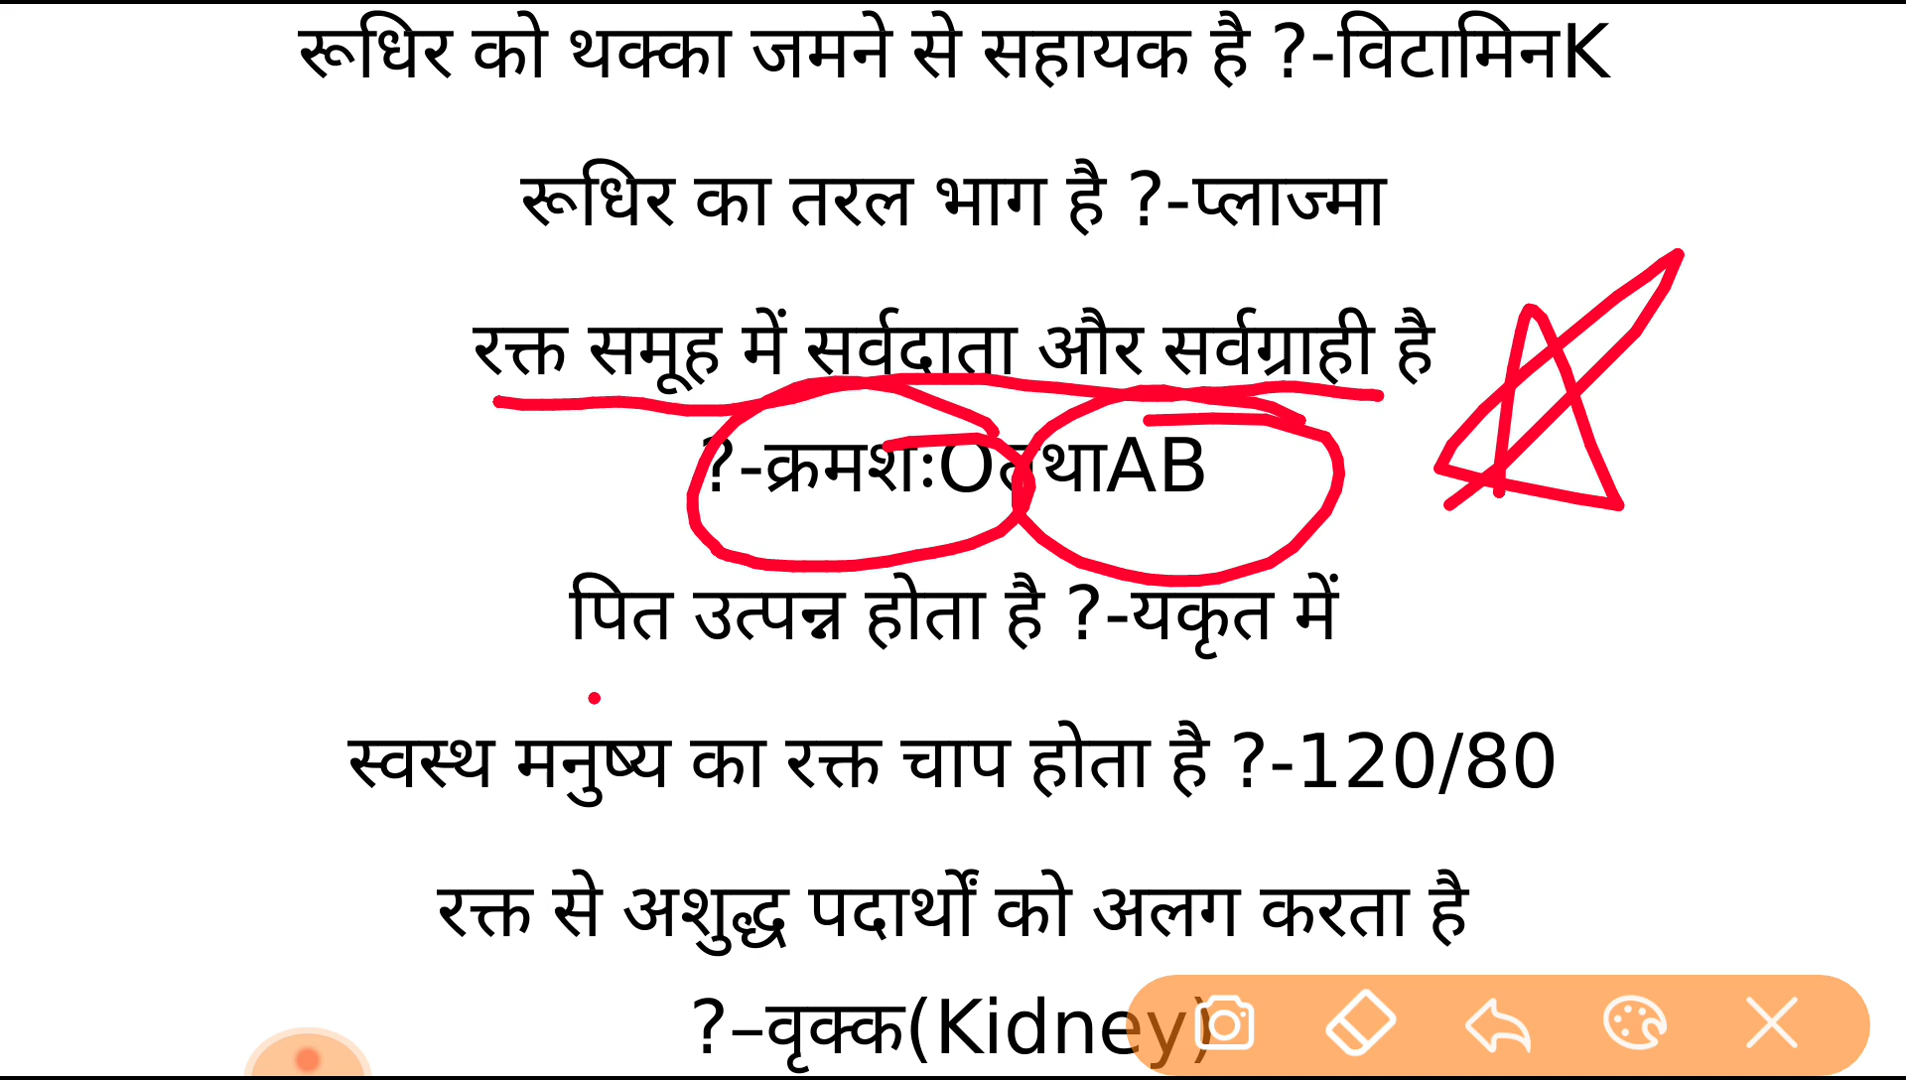 रूधिर को थक्का जमने से सहायक है ?-विटामिनK
रूधिर का तरल भाग है ?-प्लाज्मा
रक्त समूह में सर्वदाता और सर्वग्राही है
?-क्रमशःOतथाAB
पित उत्पन्न होता है ?-यकृत में
स्वस्थ मनुष्य का रक्त चाप होता है ?-120/80
रक्त से अशुद्ध पदार्थों को अलग करता है
?–वृक्क(Kidney)